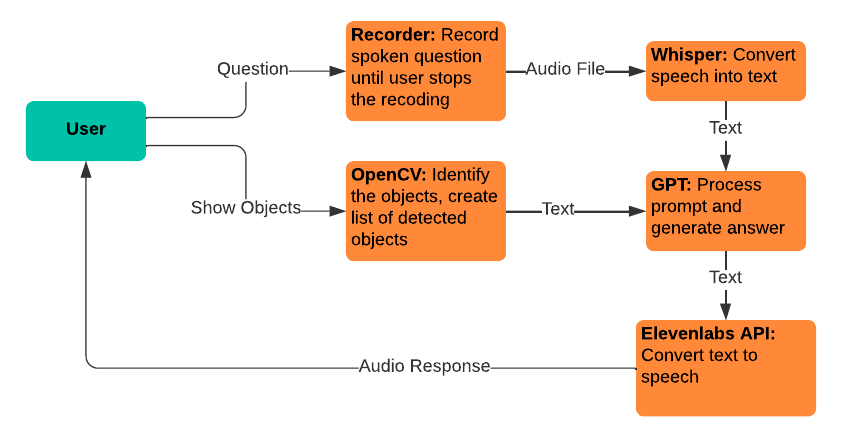 Recorder: Record
spoken question
until user stops
the recoding
Question
Audio File
Whisper: Convert
speech into text
User
Text
OpenCV: Identify
the objects, create
list of detected
objects
Show Objects
Text
GPT: Process
prompt and
generate answer
Text
Elevenlabs API:
Convert text to
speech
Audio Response